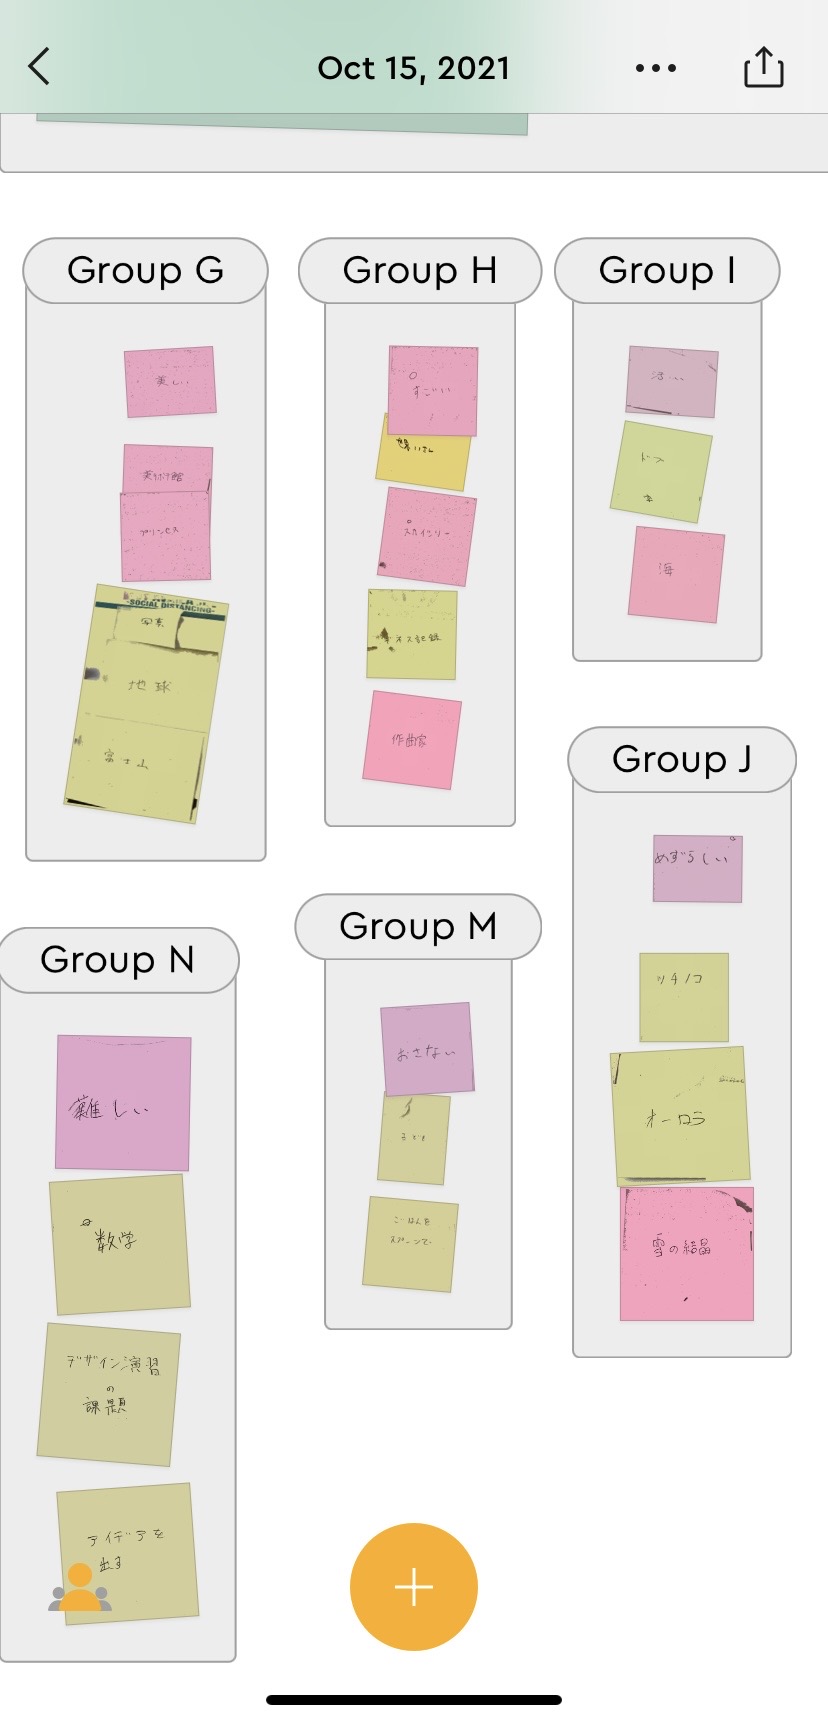 Oct 15, 2021
Group G
美しい
プリンセス
-SOCIAL DISTANCING-
写真
地球
富士山
Group H
すごい
スカイツリー
ギネス記録
作曲家
Group I
深い
ドア
海
Group J
めずらしい
ツチノコ
オーロラ
雪の結晶
Group M
おさない
子ども
ごはんを
スプーンで
Group N
難しい
数学
デザイン演習
の
課題
アイデアを
出す